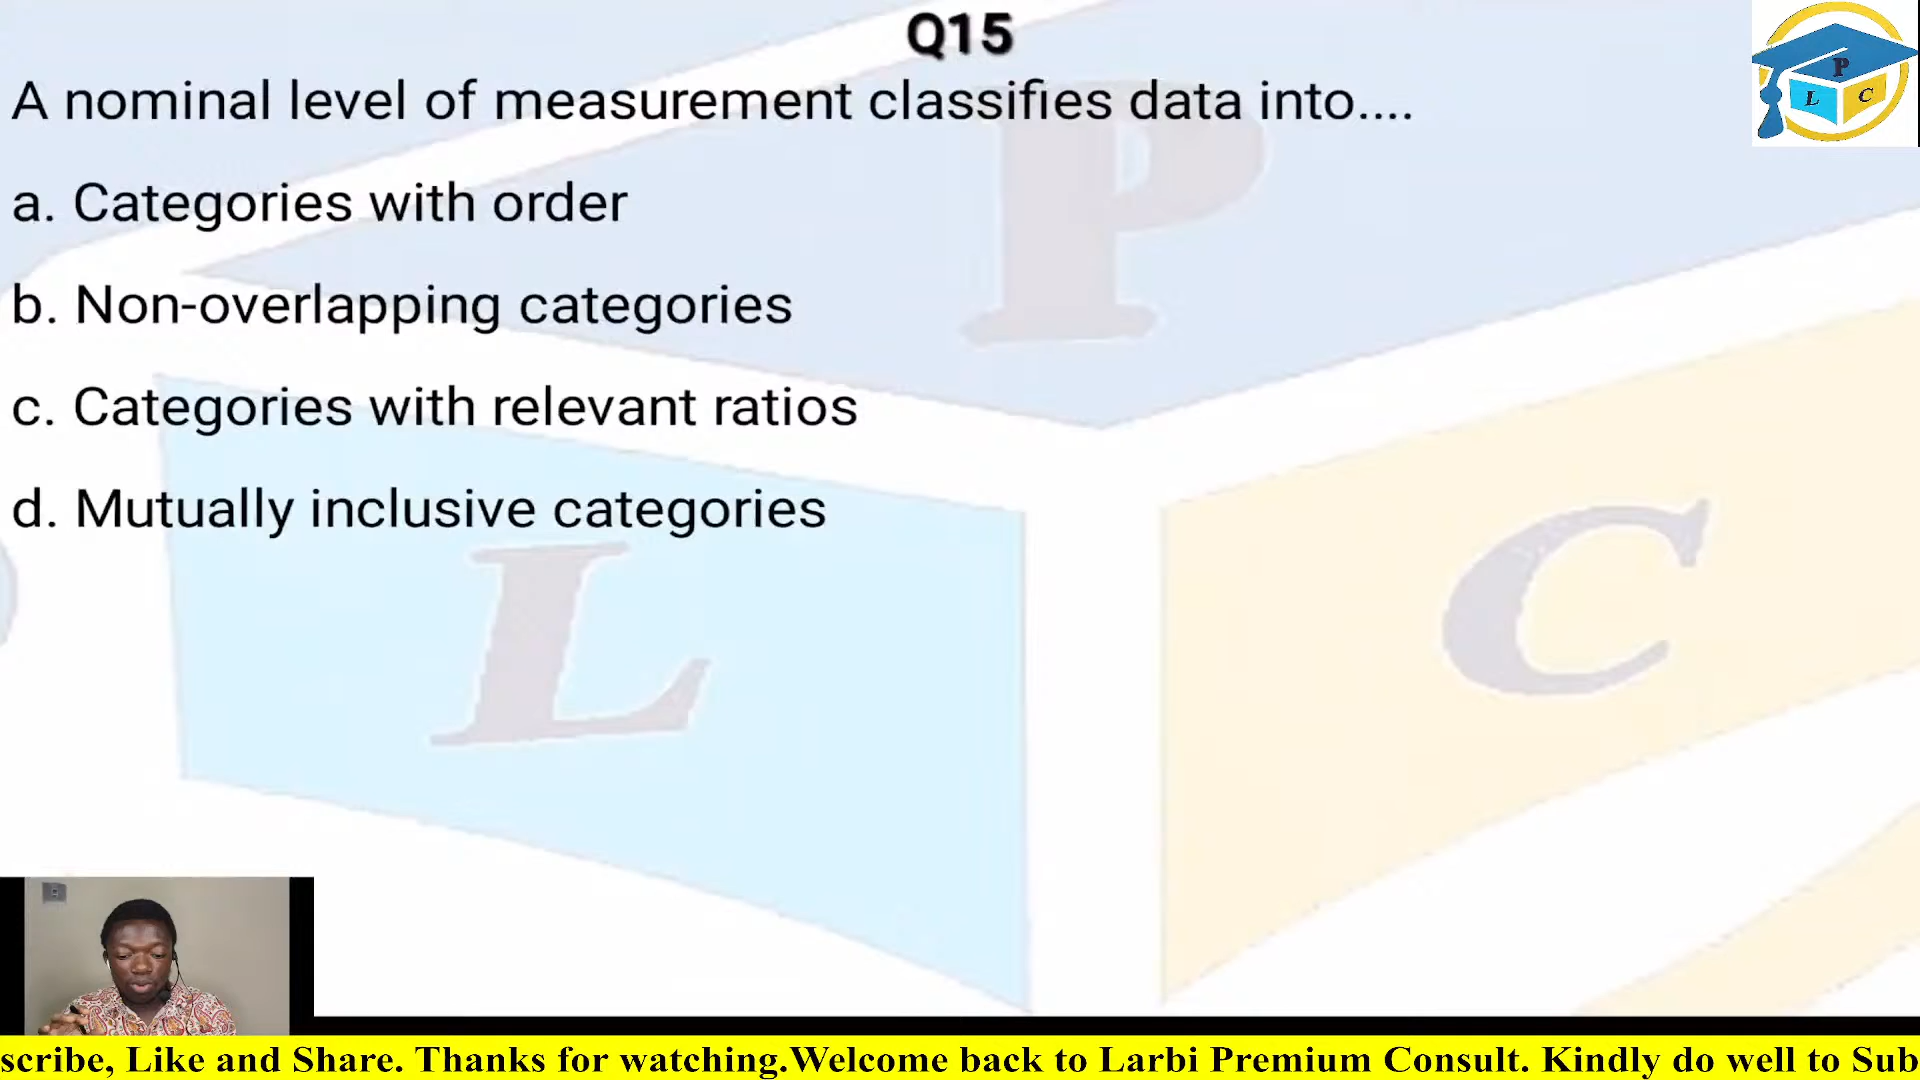 Q15
P
L C
A nominal level of measurement classifies data into....
a. Categories with order
b. Non-overlapping categories
c. Categories with relevant ratios
d. Mutually inclusive categories
P
L
C
scribe, Like and Share. Thanks for watching.Welcome back to Larbi Premium Consult. Kindly do well to Sub